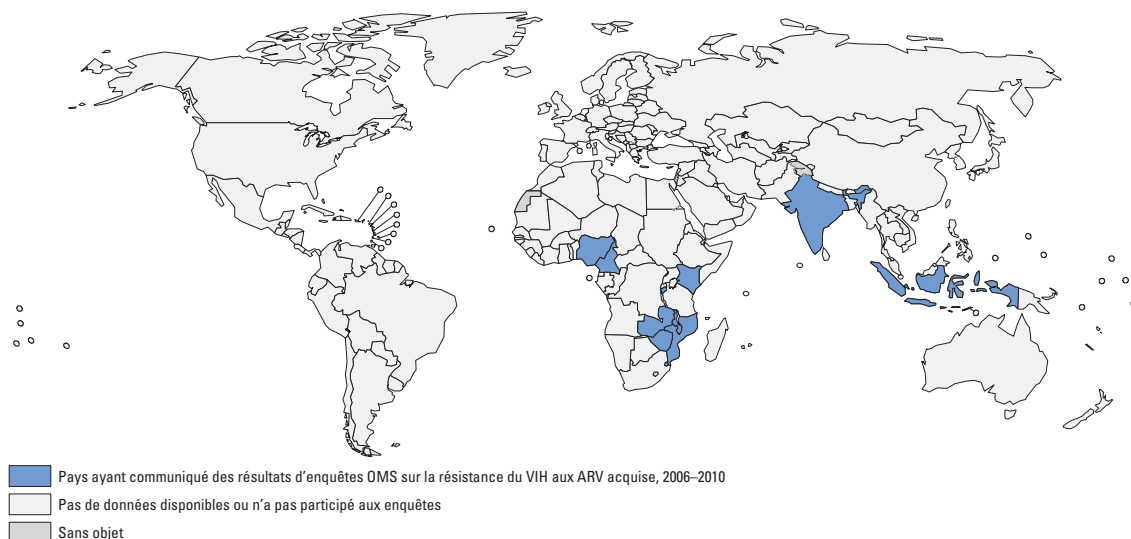 Pays ayant communiqué des résultats d'enquêtes OMS sur la résistance du VIH aux ARV acquise, 2006–2010
Pas de données disponibles ou n'a pas participé aux enquêtes
Sans objet